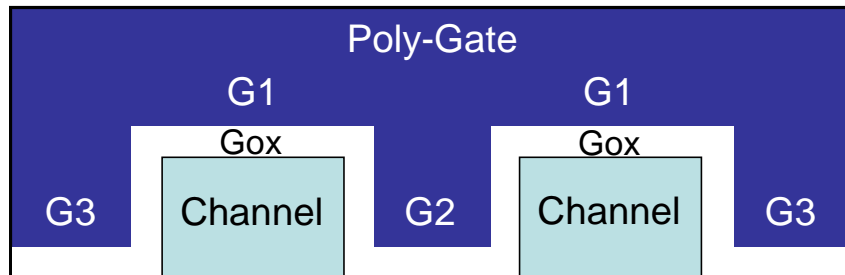 Poly-Gate
G1 G1
Gox Gox
G3 Channel G2 Channel G3